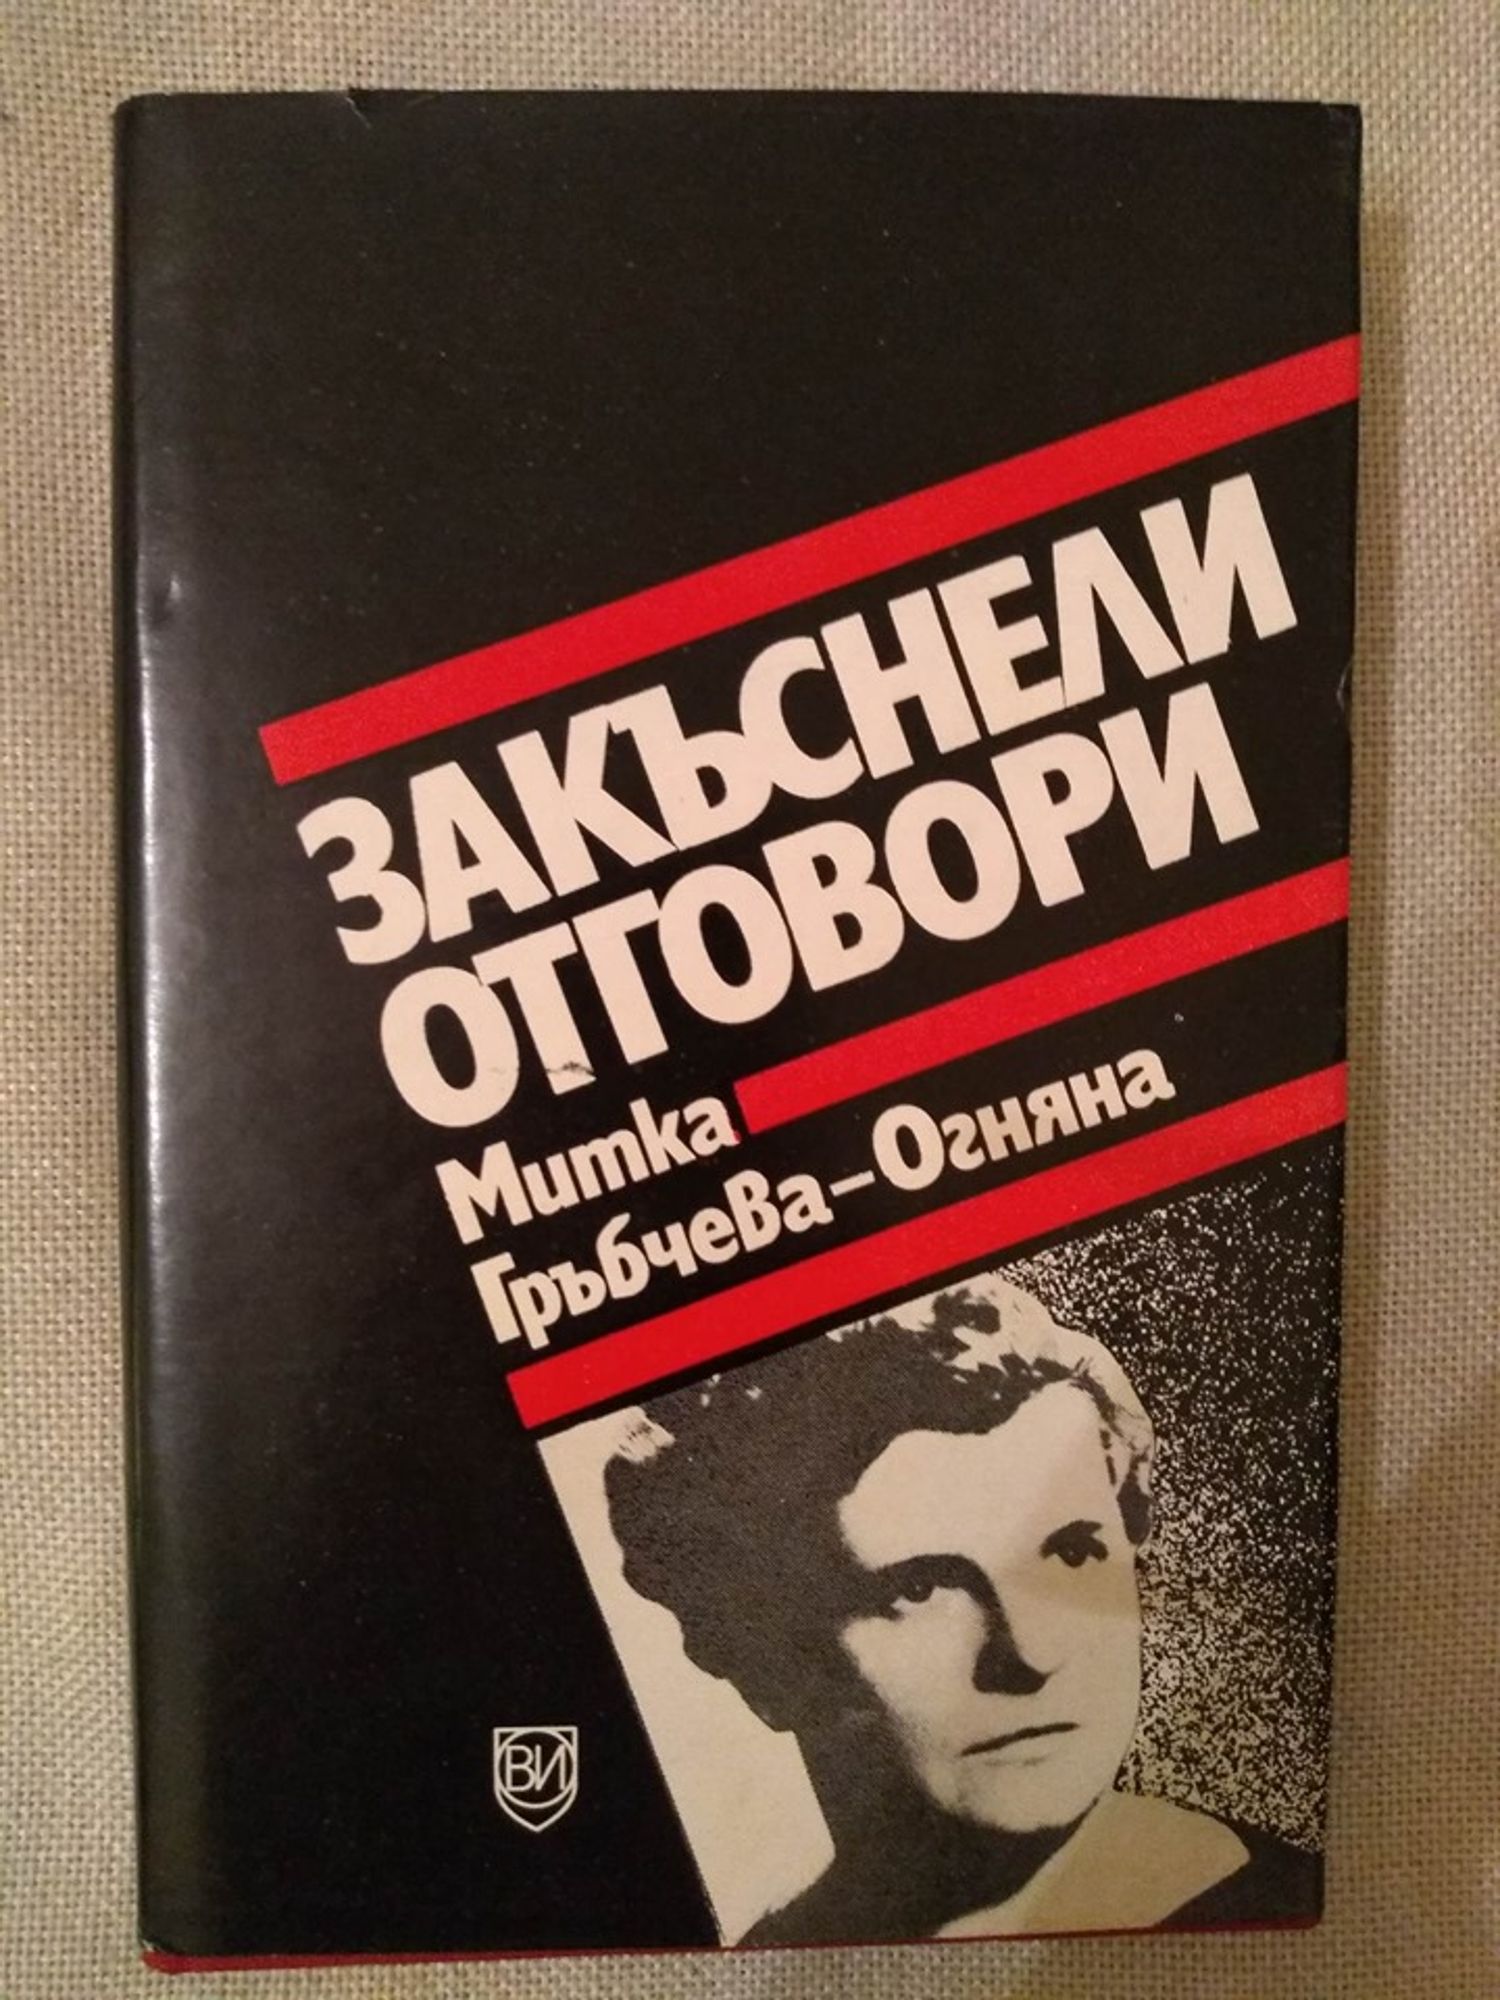 ЗАКЪСНЕЛИ
ОТГОВОРИ
Митка
Гръбчева–Огняна
ВИ